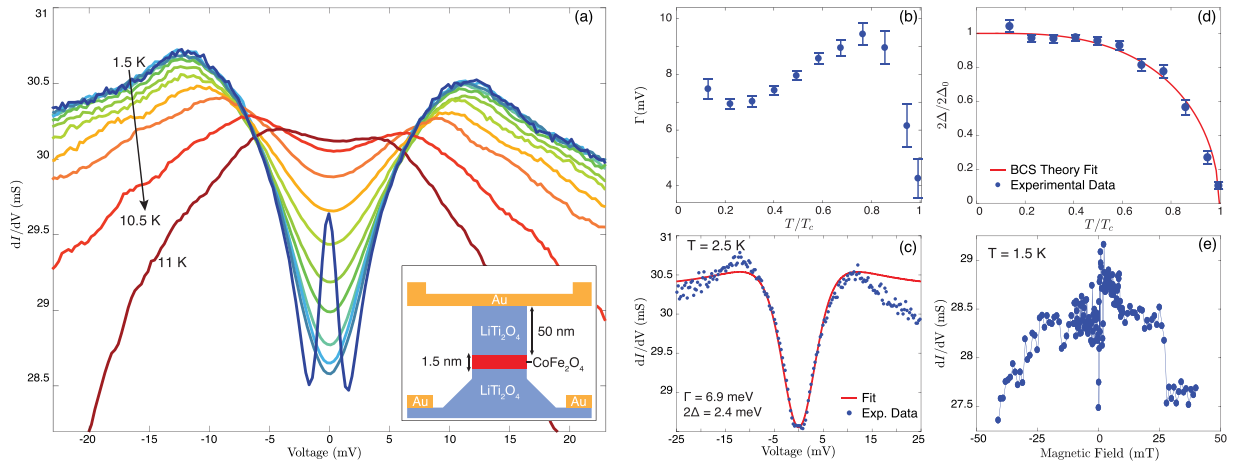 (a)
31
30.5
30
29.5
29
28.5
dI/dV (mS)
1.5 K
10.5 K
11 K
-20
-15
-10
-5
0
5
10
15
20
Voltage (mV)
Au
LiTi2O4
50 nm
1.5 nm
CoFe2O4
LiTi2O4
Au
Au
(b)
10
8
6
4
Γ(mV)
0
0.2
0.4
0.6
0.8
1
T/Tc
(c)
T = 2.5 K
30.5
30
29.5
29
dI/dV (mS)
Γ = 6.9 meV
2Δ = 2.4 meV
Fit
Exp. Data
-25
-15
-5
5
15
25
Voltage (mV)
(d)
1
0.8
0.6
0.4
0.2
0
2Δ/2Δ0
BCS Theory Fit
Experimental Data
0
0.2
0.4
0.6
0.8
1
T/Tc
(e)
T = 1.5 K
29
28.5
28
27.5
dI/dV (mS)
-50
-25
0
25
50
Magnetic Field (mT)